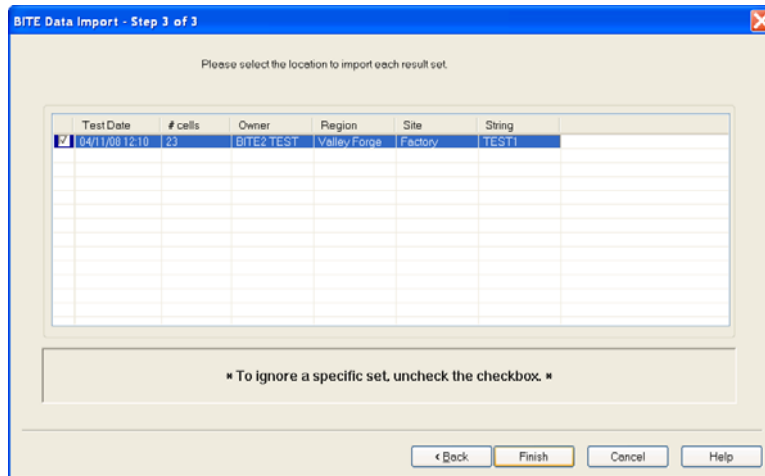 BITE Data Import - Step 3 of 3
Please select the location to import each result set.
Test Date # cells Owner Region Site String
04/11/08 12:10 23 BITE2 TEST Valley Forge Factory TEST1
* To ignore a specific set, uncheck the checkbox. *
< Back Finish Cancel Help